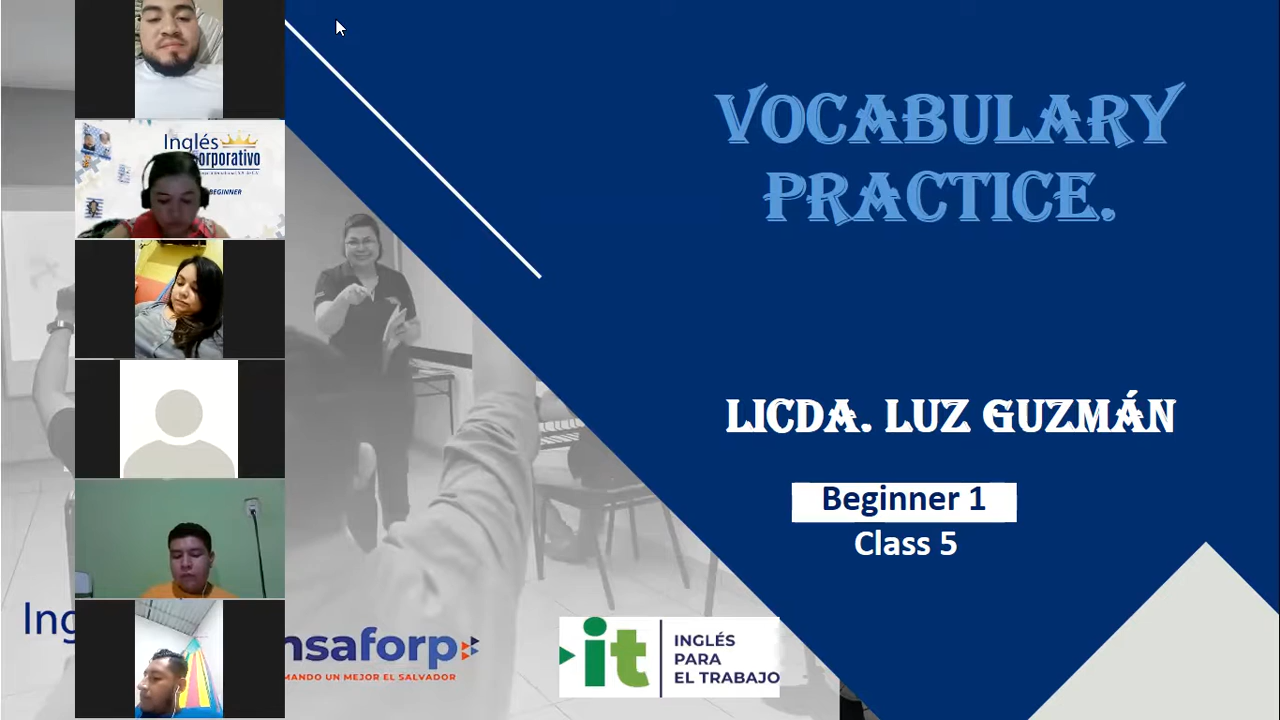 VOCABULARY
PRACTICE.
LICDA. LUZ GUZMÁN
Beginner 1
Class 5
Inglés
orporativo
BEGINNER
Ing
nsaforp
MANDO UN MEJOR EL SALVADOR
it
INGLÉS
PARA
EL TRABAJO